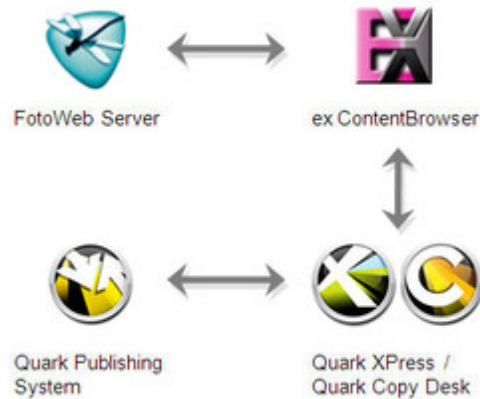 FotoWeb Server
ex ContentBrowser
Quark Publishing
System
Quark XPress /
Quark Copy Desk